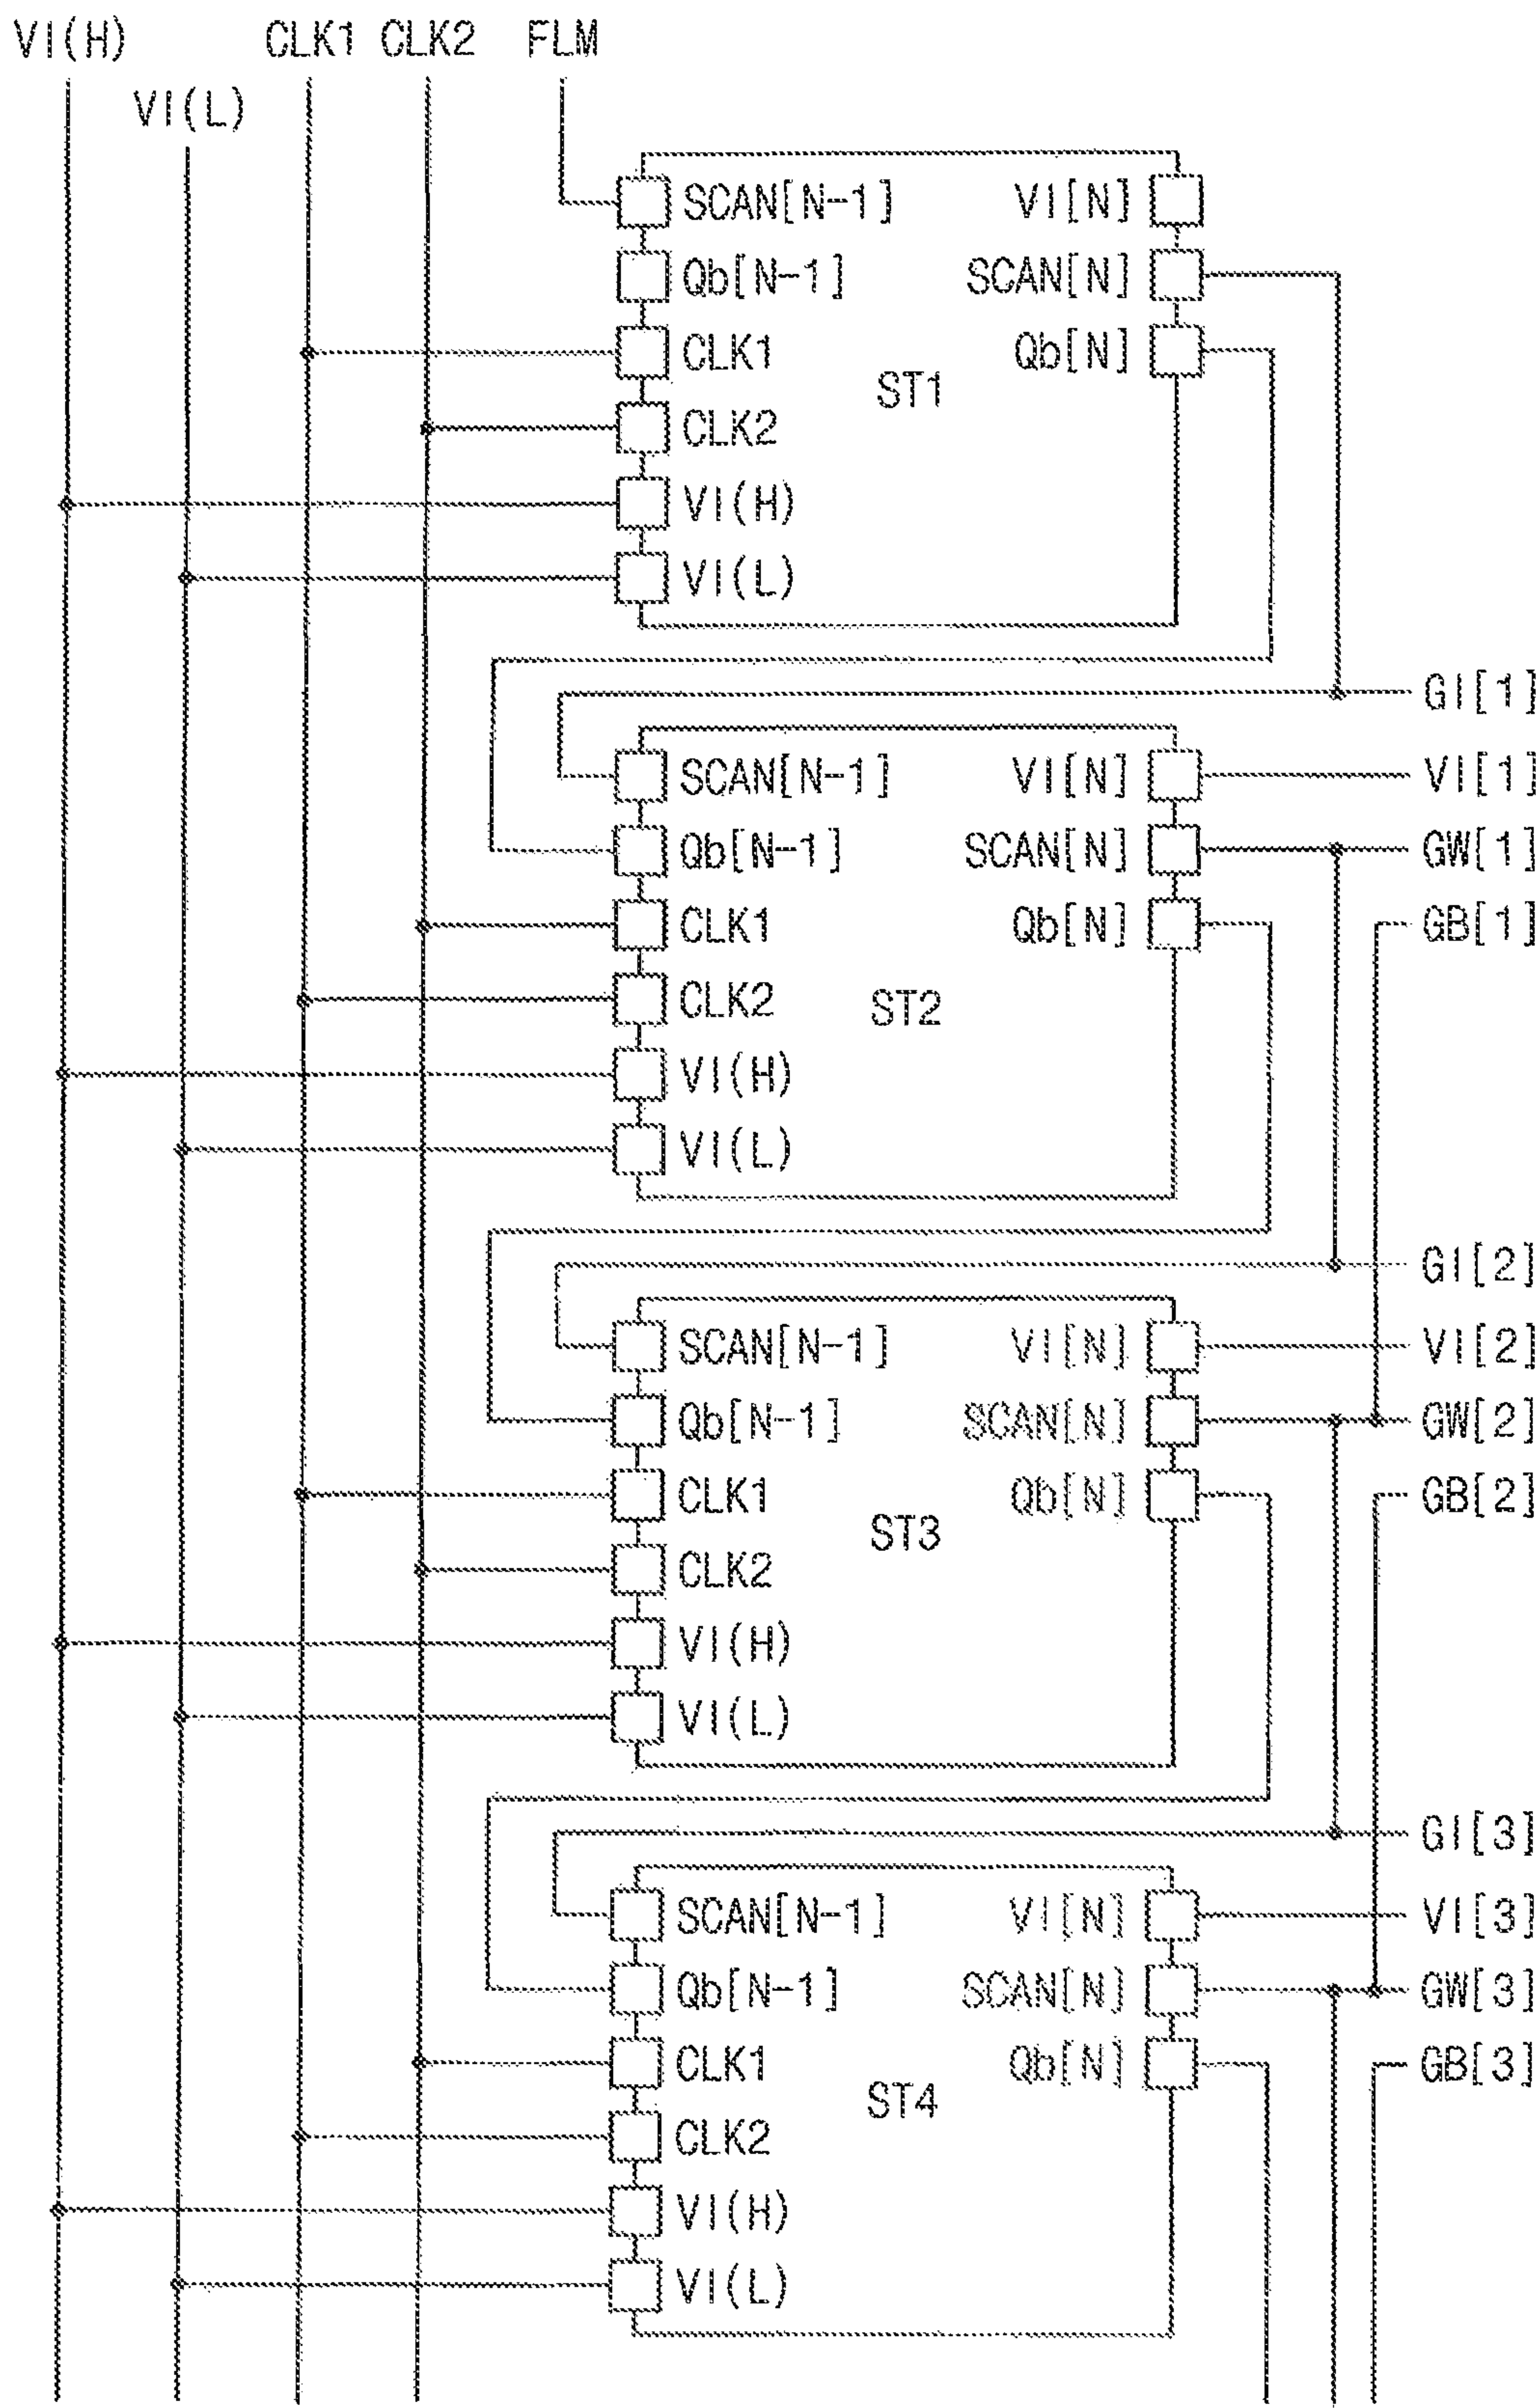 VI(H) CLK1 CLK2 FLM
VI(L)
SCAN[N-1] VI[N]
Qb[N-1] SCAN[N]
CLK1 Qb[N]
ST1
CLK2
VI(H)
VI(L)
GI[1]
SCAN[N-1] VI[N] VI[1]
Qb[N-1] SCAN[N] GW[1]
CLK1 Qb[N] GB[1]
CLK2 ST2
VI(H)
VI(L)
GI[2]
SCAN[N-1] VI[N] VI[2]
Qb[N-1] SCAN[N] GW[2]
CLK1 Qb[N] GB[2]
ST3
CLK2
VI(H)
VI(L)
GI[3]
SCAN[N-1] VI[N] VI[3]
Qb[N-1] SCAN[N] GW[3]
CLK1 Qb[N] GB[3]
ST4
CLK2
VI(H)
VI(L)